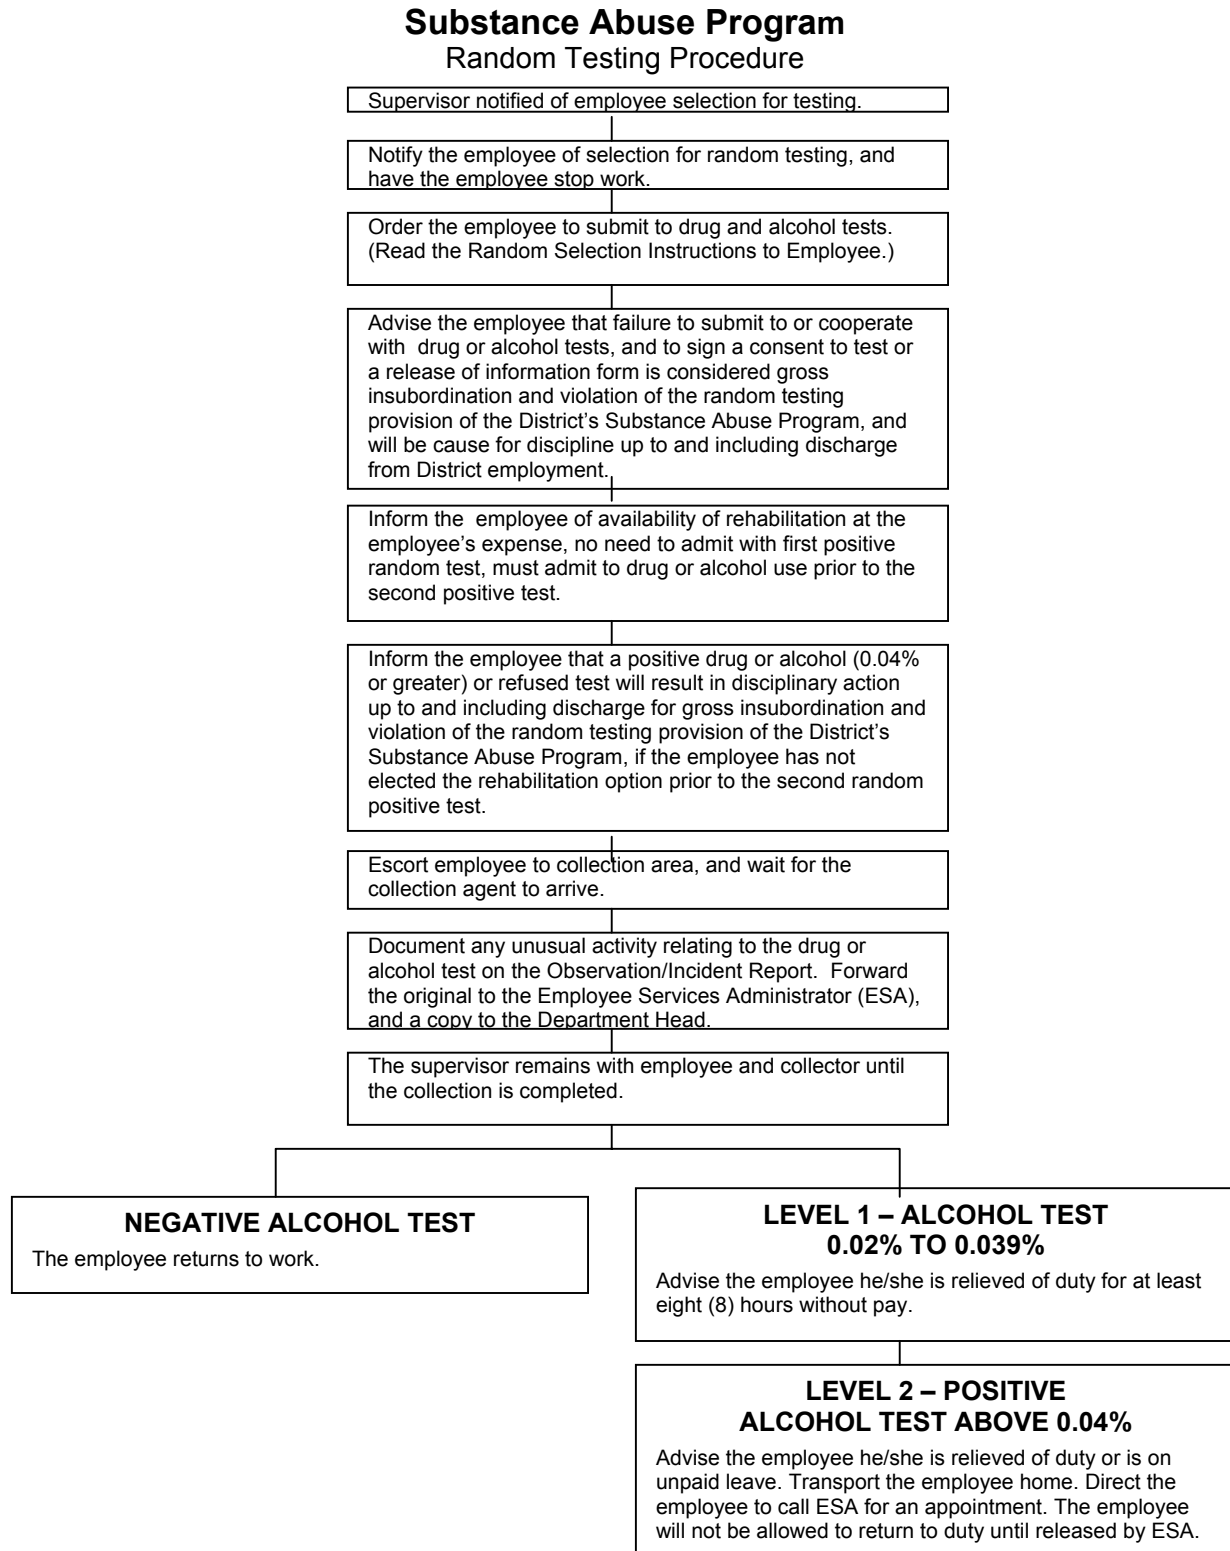 Substance Abuse Program
Random Testing Procedure
Supervisor notified of employee selection for testing.
Notify the employee of selection for random testing, and
have the employee stop work.
Order the employee to submit to drug and alcohol tests.
(Read the Random Selection Instructions to Employee.)
Advise the employee that failure to submit to or cooperate
with drug or alcohol tests, and to sign a consent to test or
a release of information form is considered gross
insubordination and violation of the random testing
provision of the District's Substance Abuse Program, and
will be cause for discipline up to and including discharge
from District employment.
Inform the employee of availability of rehabilitation at the
employee's expense, no need to admit with first positive
random test, must admit to drug or alcohol use prior to the
second positive test.
Inform the employee that a positive drug or alcohol (0.04%
or greater) or refused test will result in disciplinary action
up to and including discharge for gross insubordination and
violation of the random testing provision of the District's
Substance Abuse Program, if the employee has not
elected the rehabilitation option prior to the second random
positive test.
Escort employee to collection area, and wait for the
collection agent to arrive.
Document any unusual activity relating to the drug or
alcohol test on the Observation/Incident Report. Forward
the original to the Employee Services Administrator (ESA),
and a copy to the Department Head.
The supervisor remains with employee and collector until
the collection is completed.
NEGATIVE ALCOHOL TEST
The employee returns to work.
LEVEL 1 – ALCOHOL TEST
0.02% TO 0.039%
Advise the employee he/she is relieved of duty for at least
eight (8) hours without pay.
LEVEL 2 – POSITIVE
ALCOHOL TEST ABOVE 0.04%
Advise the employee he/she is relieved of duty or is on
unpaid leave. Transport the employee home. Direct the
employee to call ESA for an appointment. The employee
will not be allowed to return to duty until released by ESA.